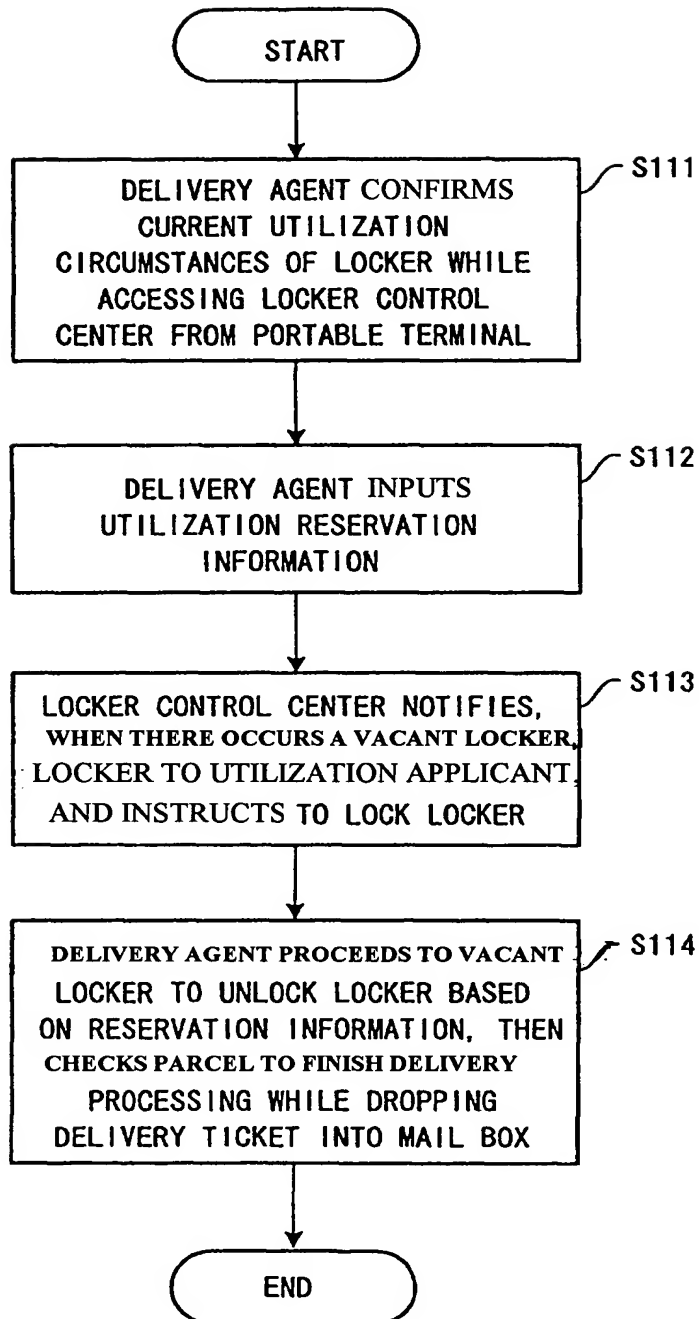 START
S111
DELIVERY AGENT CONFIRMS
CURRENT UTILIZATION
CIRCUMSTANCES OF LOCKER WHILE
ACCESSING LOCKER CONTROL
CENTER FROM PORTABLE TERMINAL
S112
DELIVERY AGENT INPUTS
UTILIZATION RESERVATION
INFORMATION
S113
LOCKER CONTROL CENTER NOTIFIES,
WHEN THERE OCCURS A VACANT LOCKER,
LOCKER TO UTILIZATION APPLICANT,
AND INSTRUCTS TO LOCK LOCKER
S114
DELIVERY AGENT PROCEEDS TO VACANT
LOCKER TO UNLOCK LOCKER BASED
ON RESERVATION INFORMATION, THEN
CHECKS PARCEL TO FINISH DELIVERY
PROCESSING WHILE DROPPING
DELIVERY TICKET INTO MAIL BOX
END